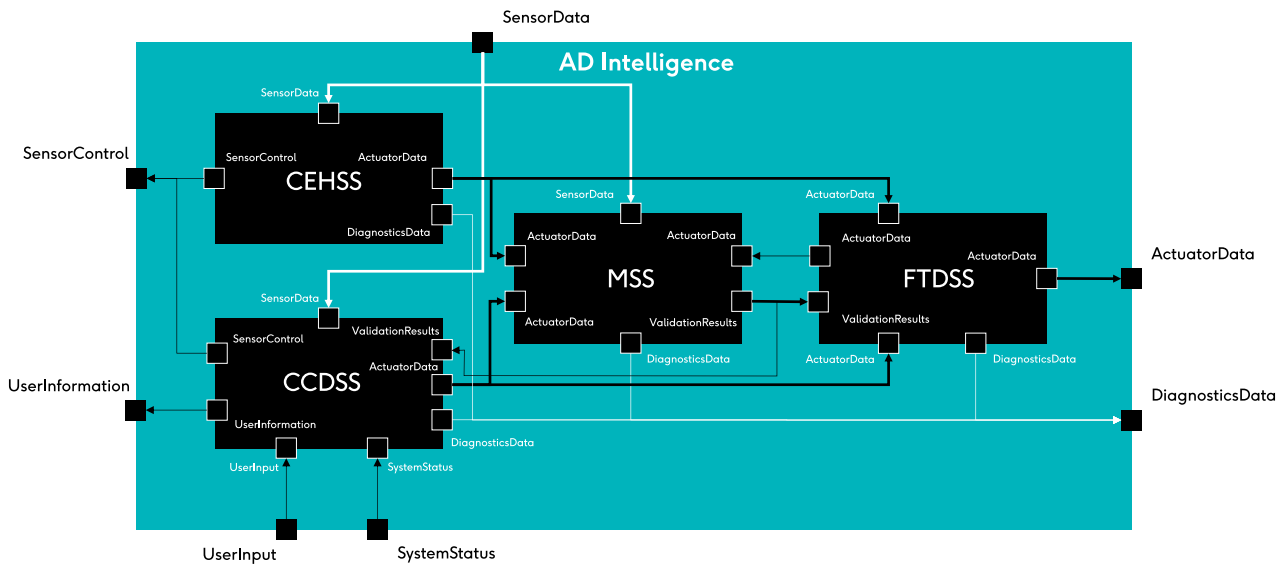 SensorData
AD Intelligence
SensorData
SensorControl
SensorControl
ActuatorData
CEHSS
SensorData
ActuatorData
DiagnosticsData
ActuatorData
ActuatorData
ActuatorData
ActuatorData
ActuatorData
MSS
FTDSS
SensorData
ActuatorData
ValidationResults
ValidationResults
ValidationResults
SensorControl
DiagnosticsData
ActuatorData
DiagnosticsData
ActuatorData
UserInformation
CCDSS
DiagnosticsData
UserInformation
DiagnosticsData
UserInput
SystemStatus
UserInput
SystemStatus